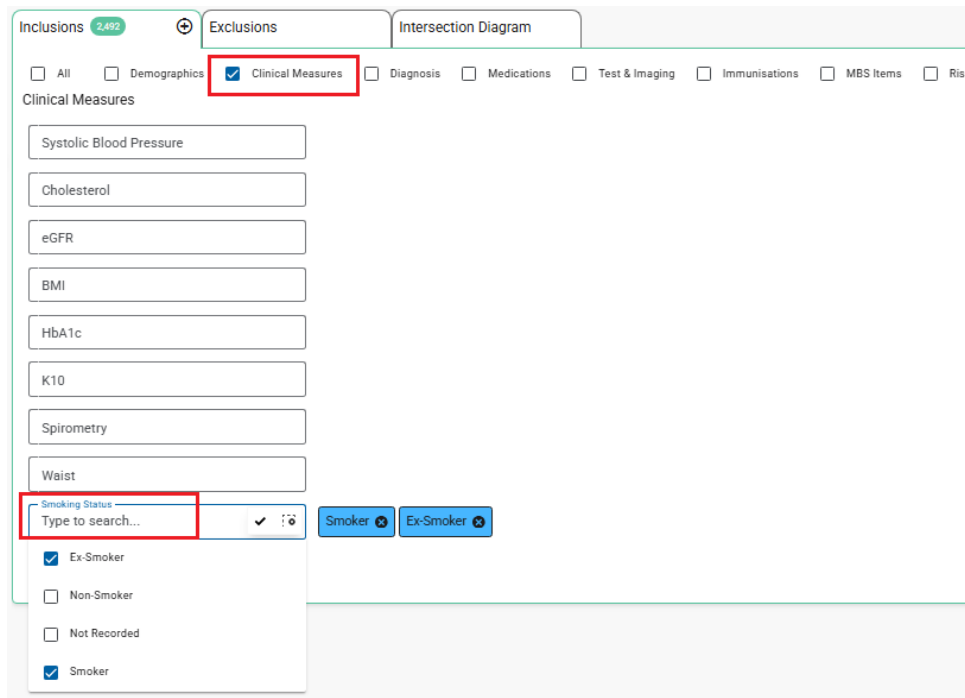 Inclusions 2,492 Exclusions Intersection Diagram
All Demographics Clinical Measures Diagnosis Medications Test & Imaging Immunisations MBS Items Ris
Clinical Measures
Systolic Blood Pressure
Cholesterol
eGFR
BMI
HbA1c
K10
Spirometry
Waist
Smoking Status
Type to search... Smoker Ex-Smoker
Ex-Smoker
Non-Smoker
Not Recorded
Smoker